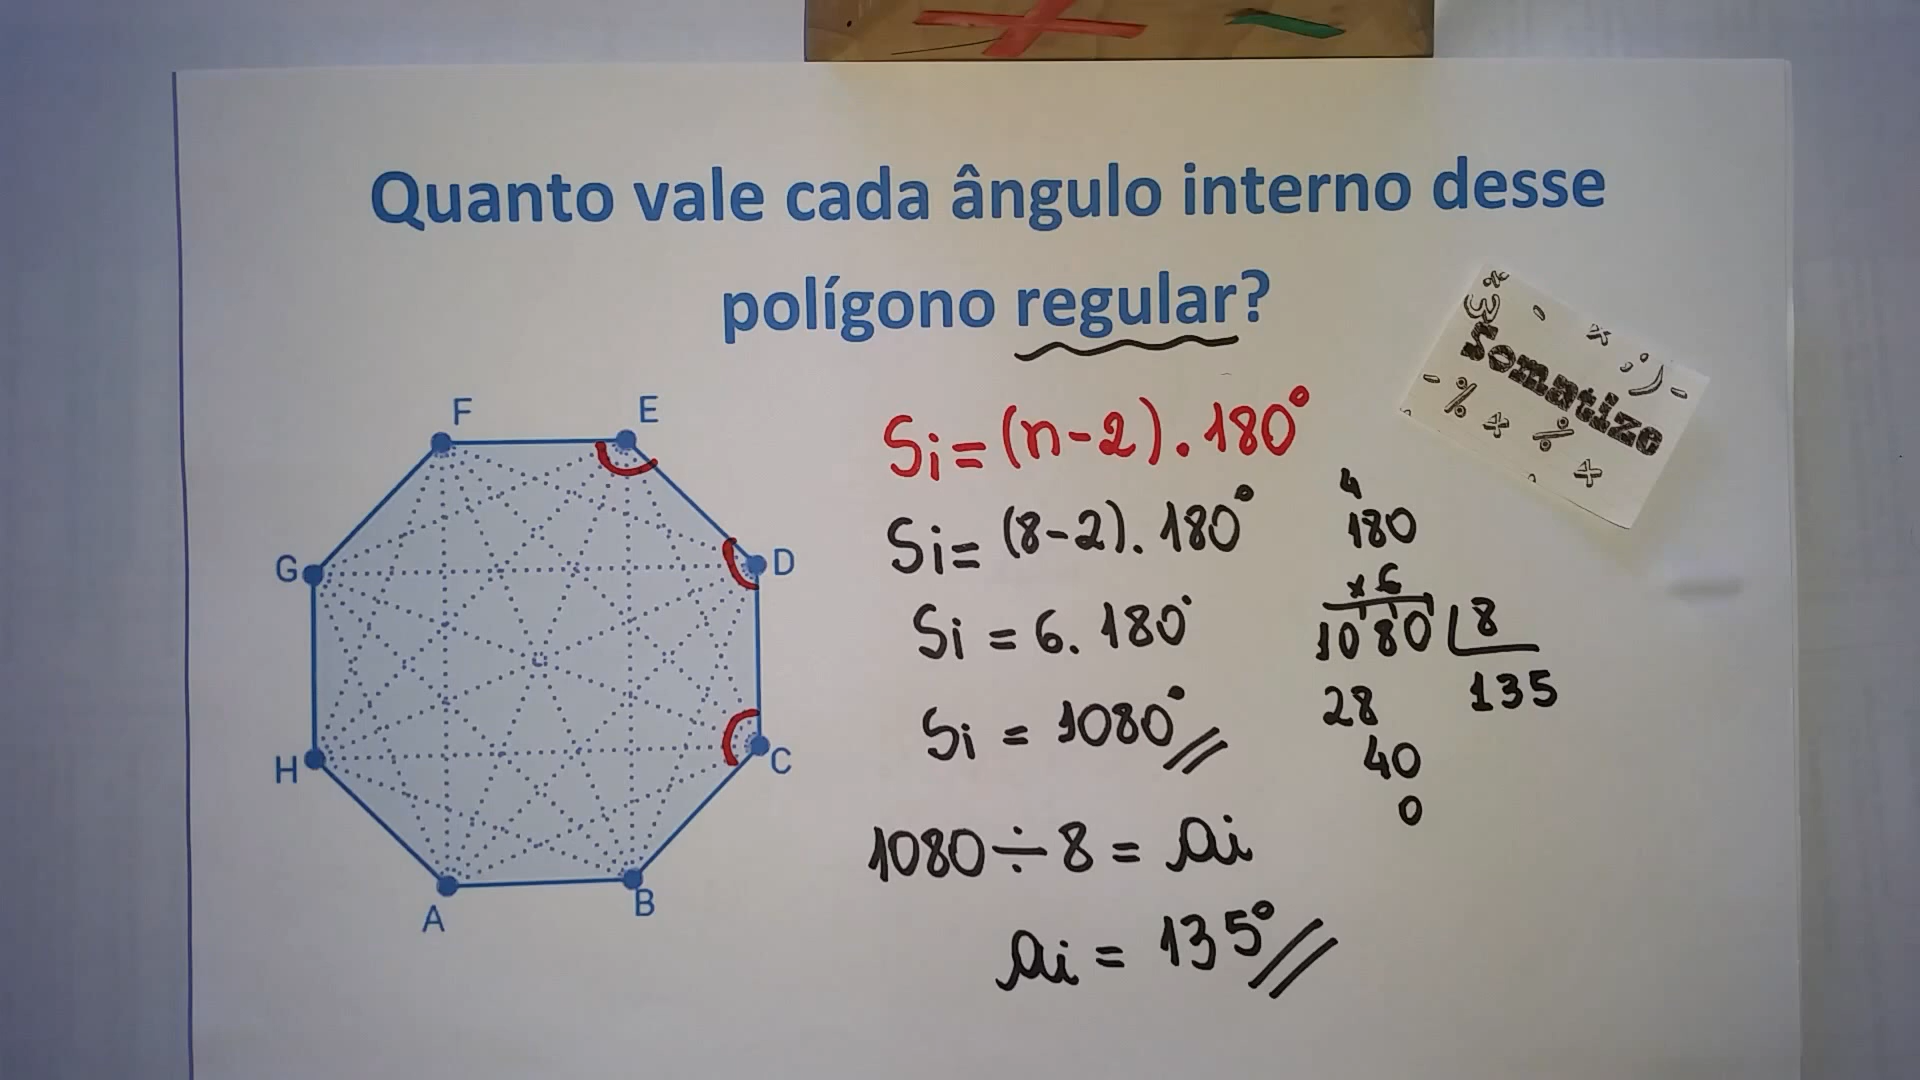 Quanto vale cada ângulo interno desse
polígono regular?
Somatize
F
E
G
D
H
C
A
B
Si = (n-2) . 180°
Si = (8-2) . 180°
Si = 6 . 180°
Si = 1080°
1080 ÷ 8 = ai
ai = 135°
4
180
x 6
1080 8
28 135
40
0